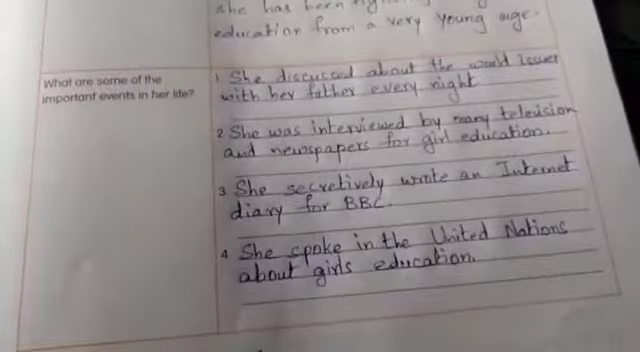 she has been
education from a very young age.
What are some of the
important events in her life?
1 She discussed about the world issues
with her father every night
2 She was interviewed by many television
and newspapers for girl education.
3 She secretively wrote an Internet
diary for BBC.
4 She spoke in the United Nations
about girls education.